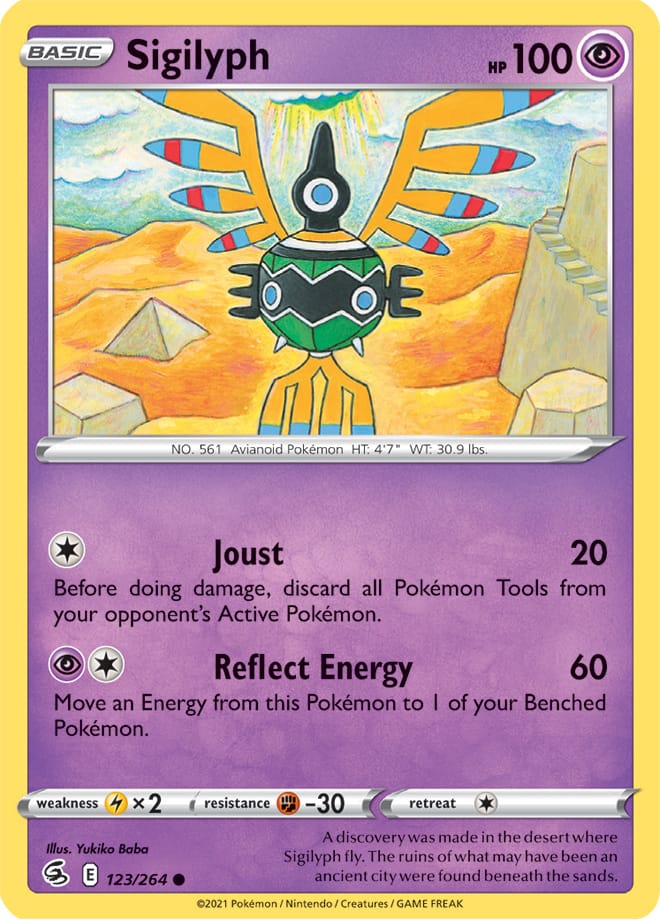 BASIC Sigilyph HP 100
NO. 561 Avianoid Pokémon HT: 4'7" WT: 30.9 lbs.
Joust 20
Before doing damage, discard all Pokémon Tools from
your opponent's Active Pokémon.
Reflect Energy 60
Move an Energy from this Pokémon to 1 of your Benched
Pokémon.
weakness ×2 resistance -30 retreat
Illus. Yukiko Baba
E 123/264
A discovery was made in the desert where
Sigilyph fly. The ruins of what may have been an
ancient city were found beneath the sands.
©2021 Pokémon / Nintendo / Creatures / GAME FREAK